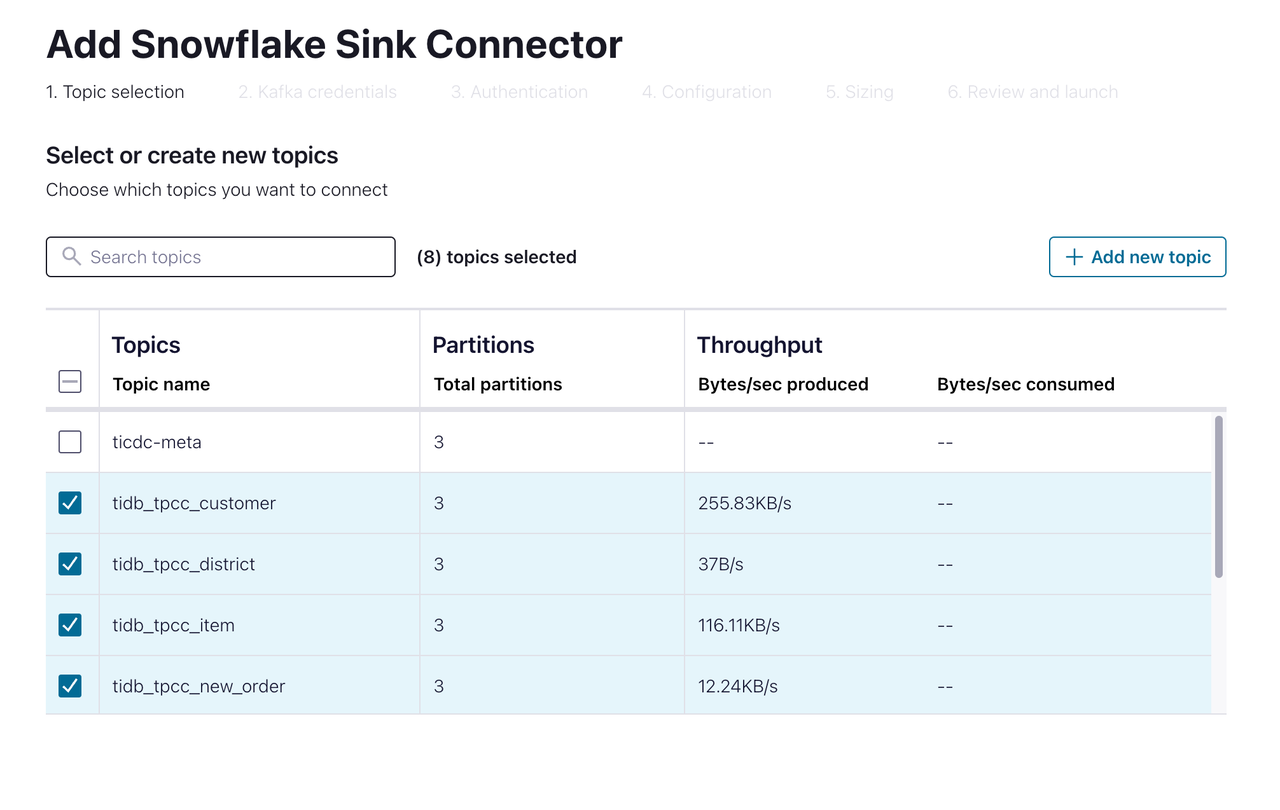 Add Snowflake Sink Connector
1. Topic selection 2. Kafka credentials 3. Authentication 4. Configuration 5. Sizing 6. Review and launch
Select or create new topics
Choose which topics you want to connect
Search topics (8) topics selected + Add new topic
Topics Partitions Throughput
Topic name Total partitions Bytes/sec produced Bytes/sec consumed
ticdc-meta 3 -- --
tidb_tpcc_customer 3 255.83KB/s --
tidb_tpcc_district 3 37B/s --
tidb_tpcc_item 3 116.11KB/s --
tidb_tpcc_new_order 3 12.24KB/s --